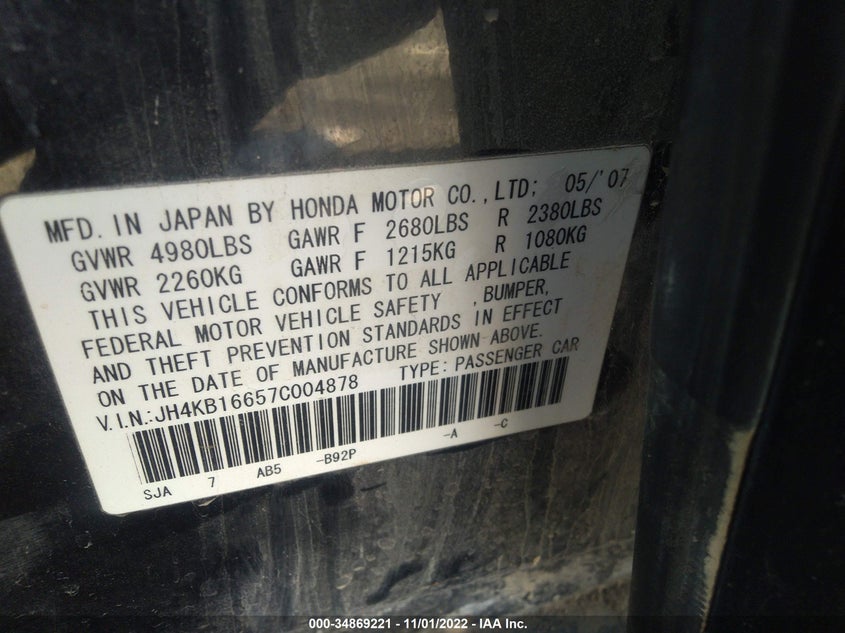 MFD. IN JAPAN BY HONDA MOTOR CO.,LTD; 05/'07
GVWR 4980LBS GAWR F 2680LBS R 2380LBS
GVWR 2260KG GAWR F 1215KG R 1080KG
THIS VEHICLE CONFORMS TO ALL APPLICABLE
FEDERAL MOTOR VEHICLE SAFETY ,BUMPER,
AND THEFT PREVENTION STANDARDS IN EFFECT
ON THE DATE OF MANUFACTURE SHOWN ABOVE.
V.I.N.:JH4KB16657C004878 TYPE:PASSENGER CAR
SJA 7 AB5 -B92P -A -C
000-34869221 - 11/01/2022 - IAA Inc.